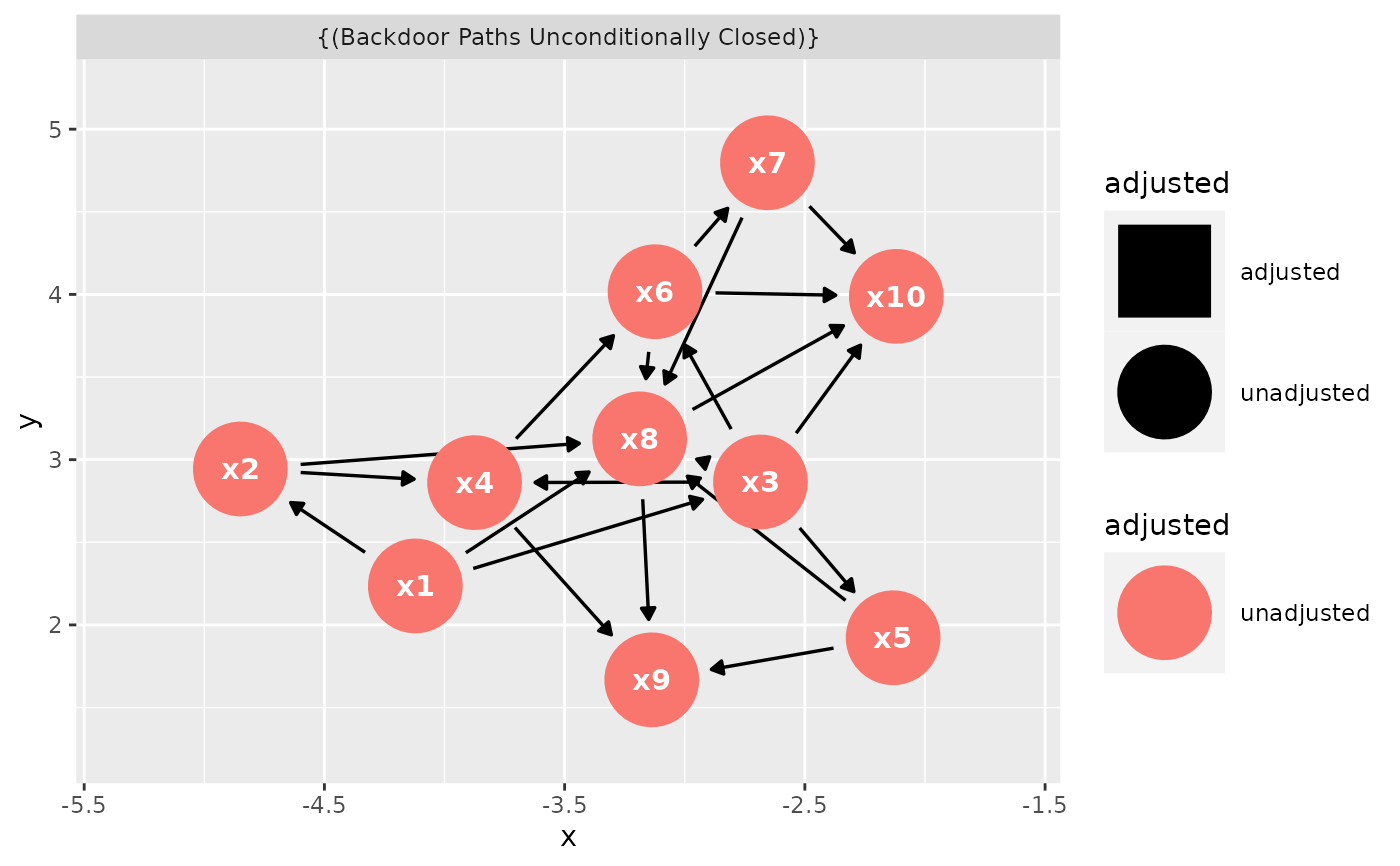 {(Backdoor Paths Unconditionally Closed)}
x7
x6
x10
x8
x2
x4
x3
x1
x5
x9
5
4
3
2
y
-5.5
-4.5
-3.5
-2.5
-1.5
x
adjusted
adjusted
unadjusted
adjusted
unadjusted